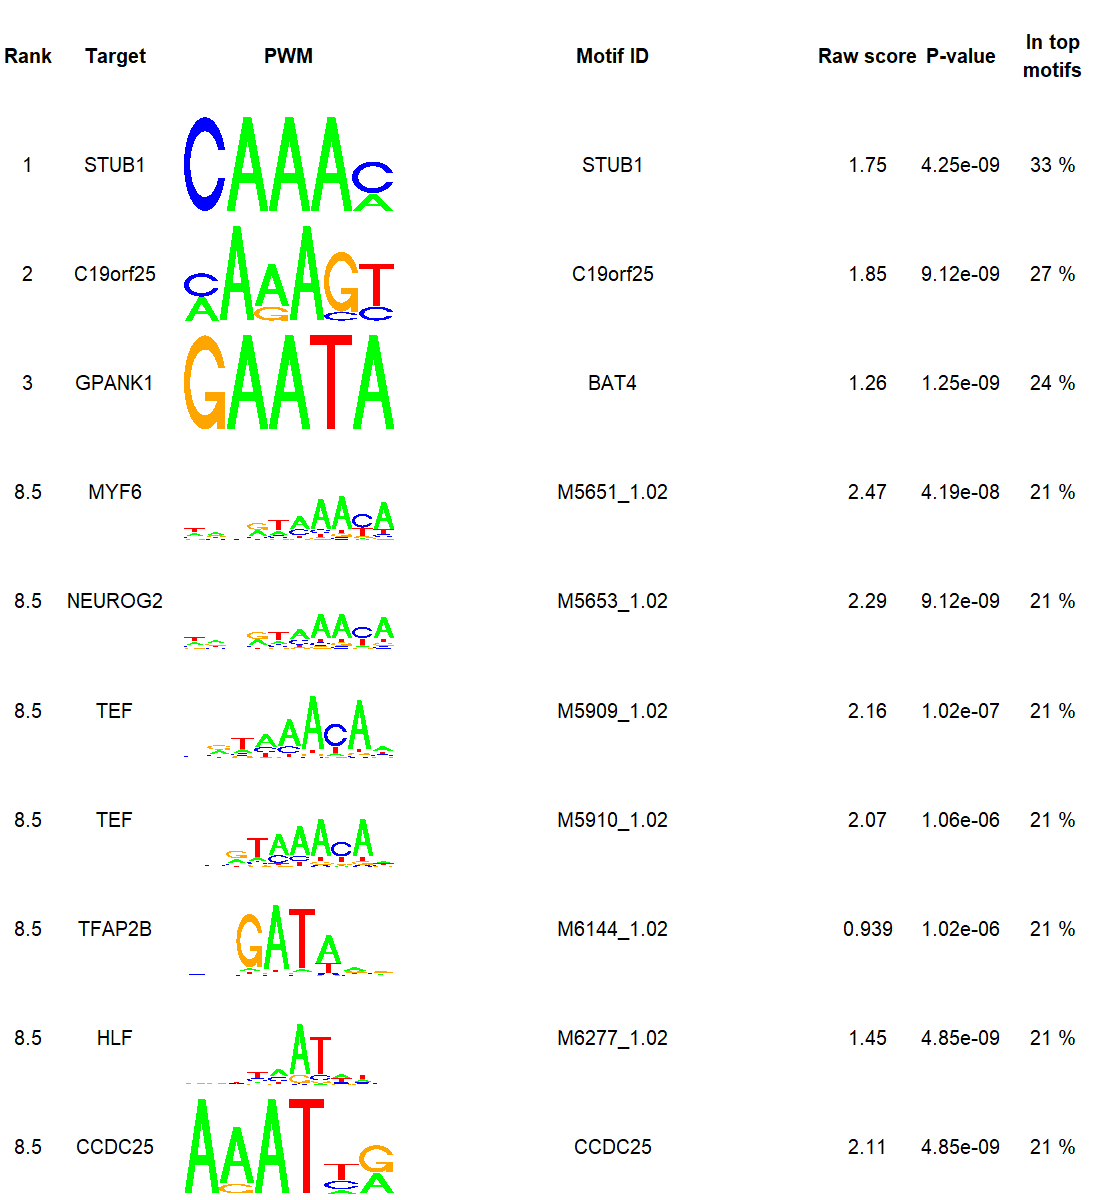 Rank Target PWM Motif ID Raw score P-value In top motifs
1 STUB1 CAAAC A STUB1 1.75 4.25e-09 33 %
2 C19orf25 CAAAGT A G C C C19orf25 1.85 9.12e-09 27 %
3 GPANK1 GAATA BAT4 1.26 1.25e-09 24 %
8.5 MYF6 M5651_1.02 2.47 4.19e-08 21 %
8.5 NEUROG2 M5653_1.02 2.29 9.12e-09 21 %
8.5 TEF M5909_1.02 2.16 1.02e-07 21 %
8.5 TEF M5910_1.02 2.07 1.06e-06 21 %
8.5 TFAP2B GATA M6144_1.02 0.939 1.02e-06 21 %
8.5 HLF AT M6277_1.02 1.45 4.85e-09 21 %
8.5 CCDC25 AAATTG CCDC25 2.11 4.85e-09 21 %